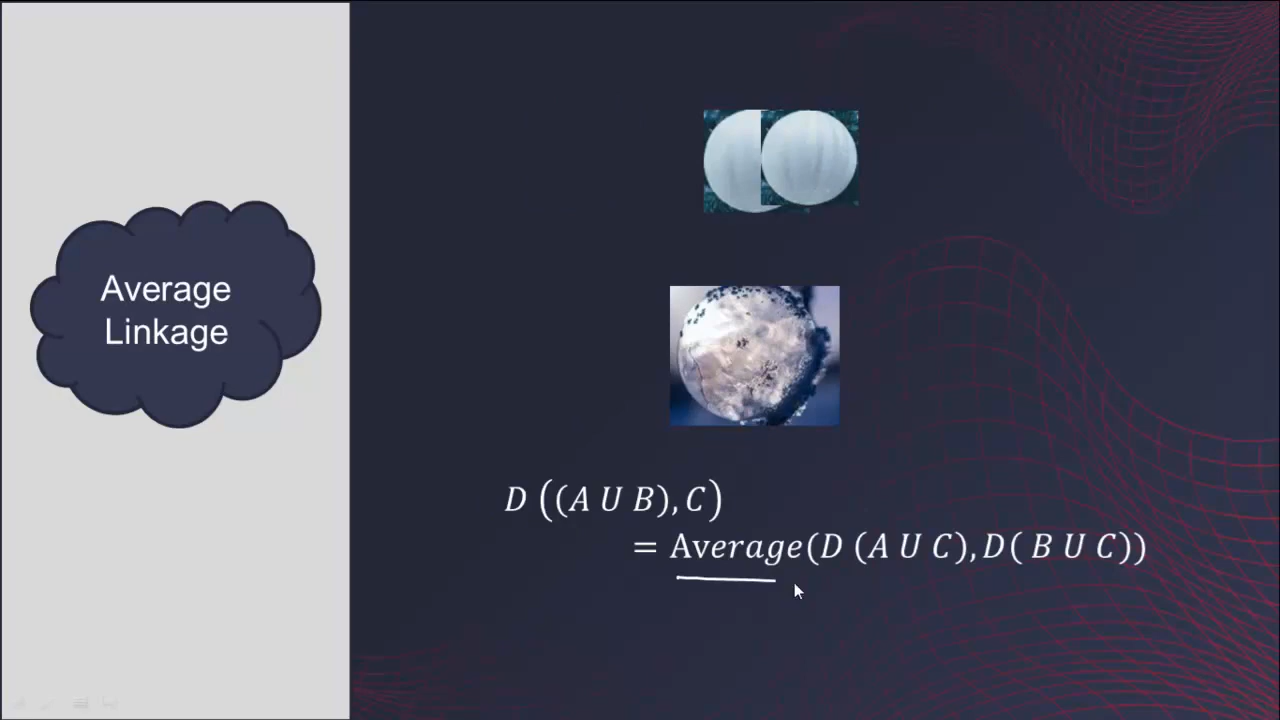 Average
Linkage
D ((A U B), C)
= Average(D (A U C), D( B U C))